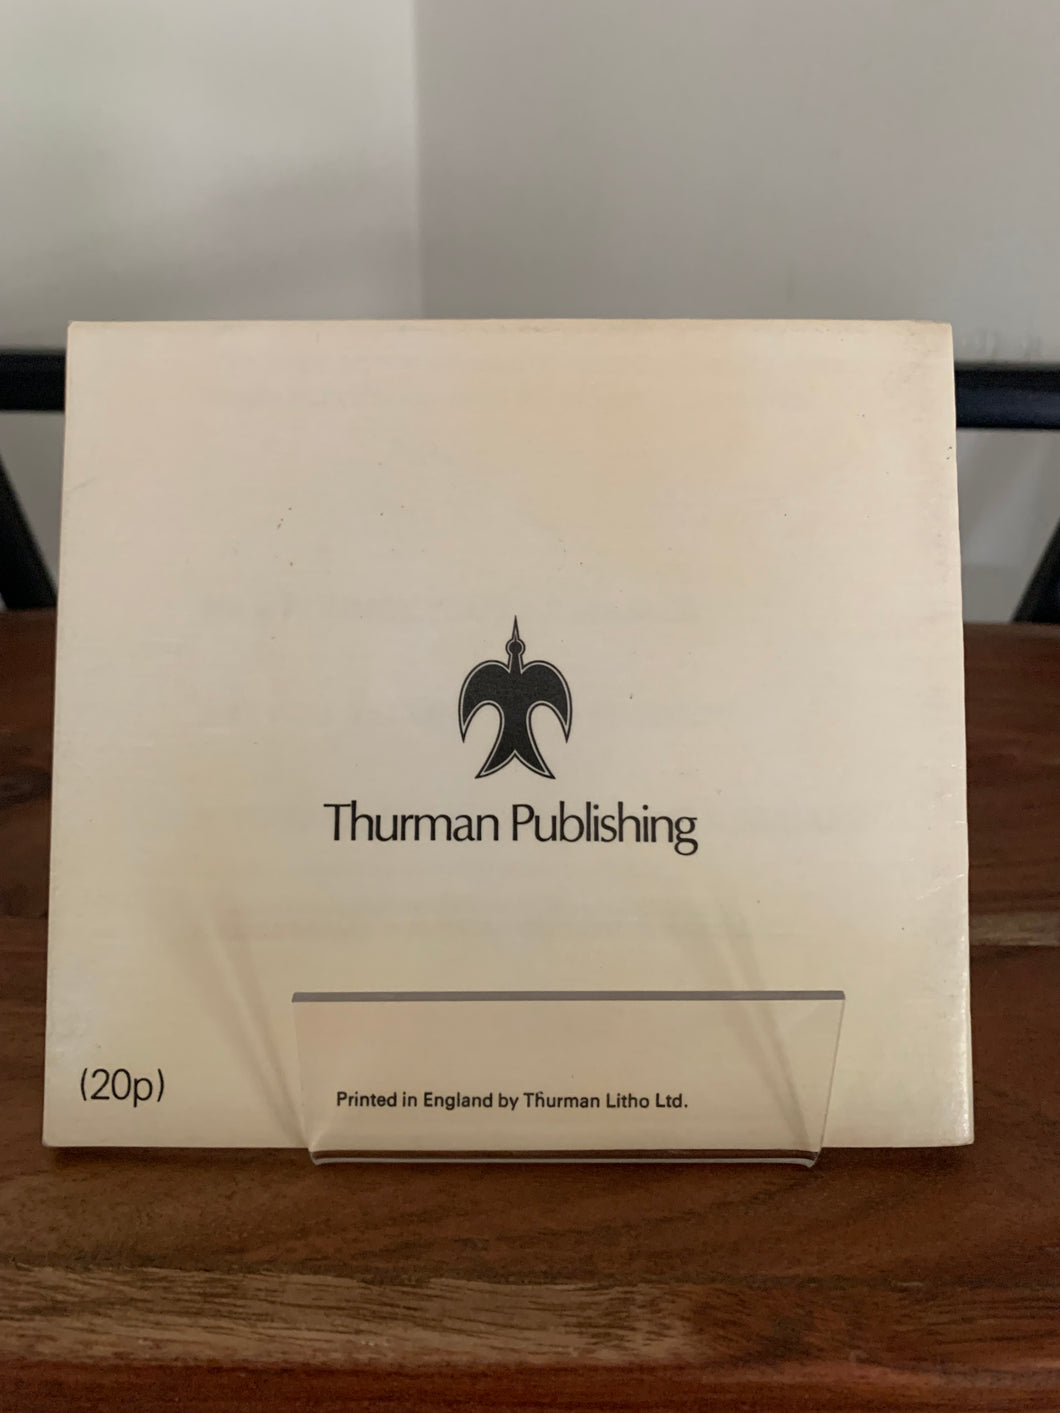 Thurman Publishing
(20p)
Printed in England by Thurman Litho Ltd.